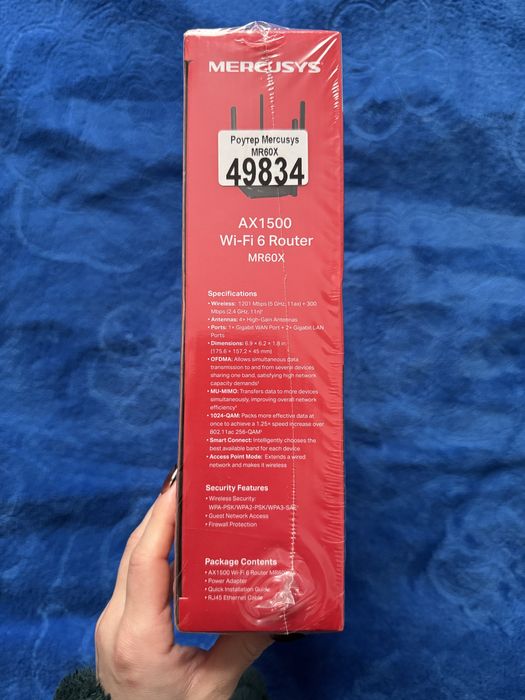 MERCUSYS
Роутер Mercusys
MR60X
49834
AX1500
Wi-Fi 6 Router
MR60X
Specifications
• Wireless: 1201 Mbps (5 GHz, 11ax) + 300
Mbps (2.4 GHz, 11n)†
• Antennas: 4× High-Gain Antennas
• Ports: 1× Gigabit WAN Port + 2× Gigabit LAN
Ports
• Dimensions: 6.9 × 6.2 × 1.8 in
(175.6 × 157.2 × 45 mm)
• OFDMA: Allows simultaneous data
transmission to and from several devices
sharing one band, satisfying high network
capacity demands‡
• MU-MIMO: Transfers data to more devices
simultaneously, improving overall network
efficiency‡
• 1024-QAM: Packs more effective data at
once to achieve a 1.25× speed increase over
802.11ac 256-QAM‡
• Smart Connect: Intelligently chooses the
best available band for each device
• Access Point Mode: Extends a wired
network and makes it wireless
Security Features
• Wireless Security:
WPA-PSK/WPA2-PSK/WPA3-SAE
• Guest Network Access
• Firewall Protection
Package Contents
• AX1500 Wi-Fi 6 Router MR60X
• Power Adapter
• Quick Installation Guide
• RJ45 Ethernet Cable